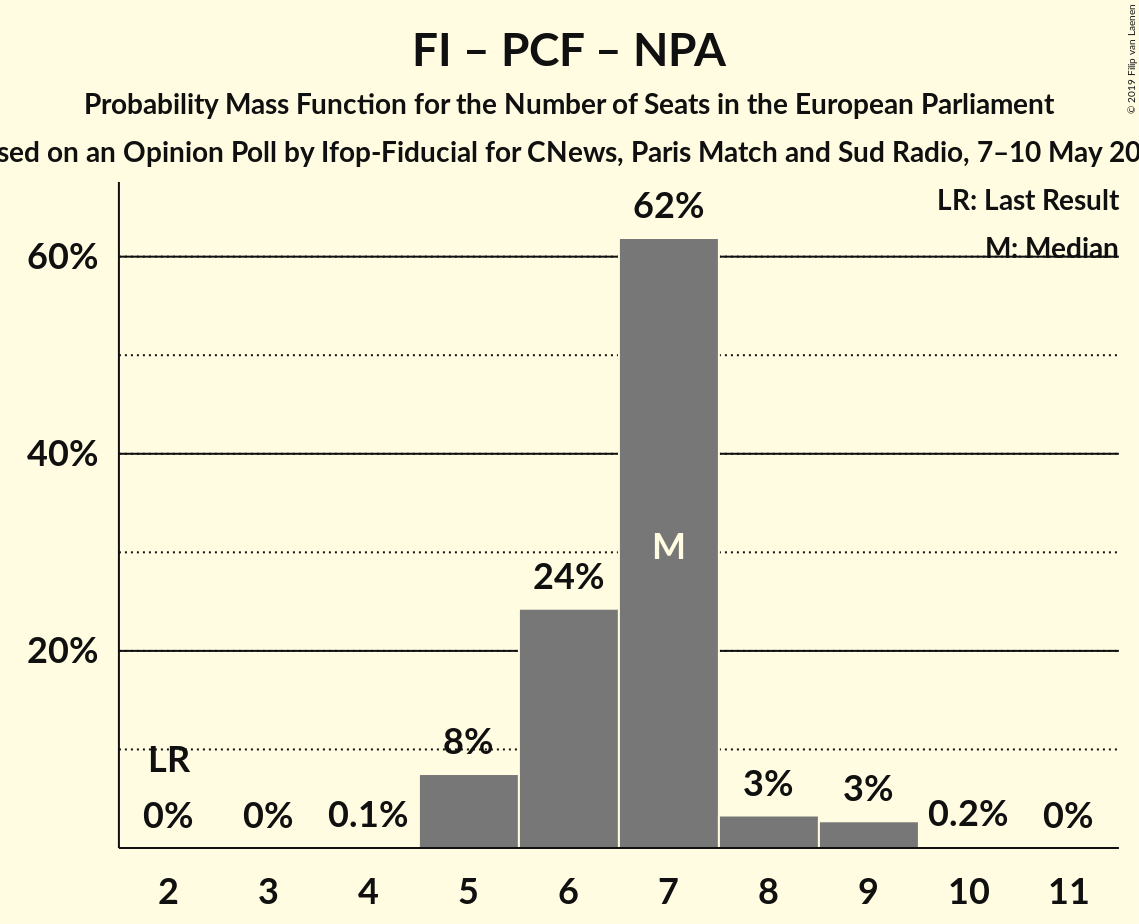 FI – PCF – NPA
Probability Mass Function for the Number of Seats in the European Parliament
on an Opinion Poll by Ifop-Fiducial for CNews, Paris Match and Sud Radio, 7–10 May
© 2019 Filip van Laenen
LR: Last Result
M: Median
60%
40%
20%
62%
M
24%
8%
LR
0%
0%
0.1%
3%
3%
0.2%
0%
2 3 4 5 6 7 8 9 10 11